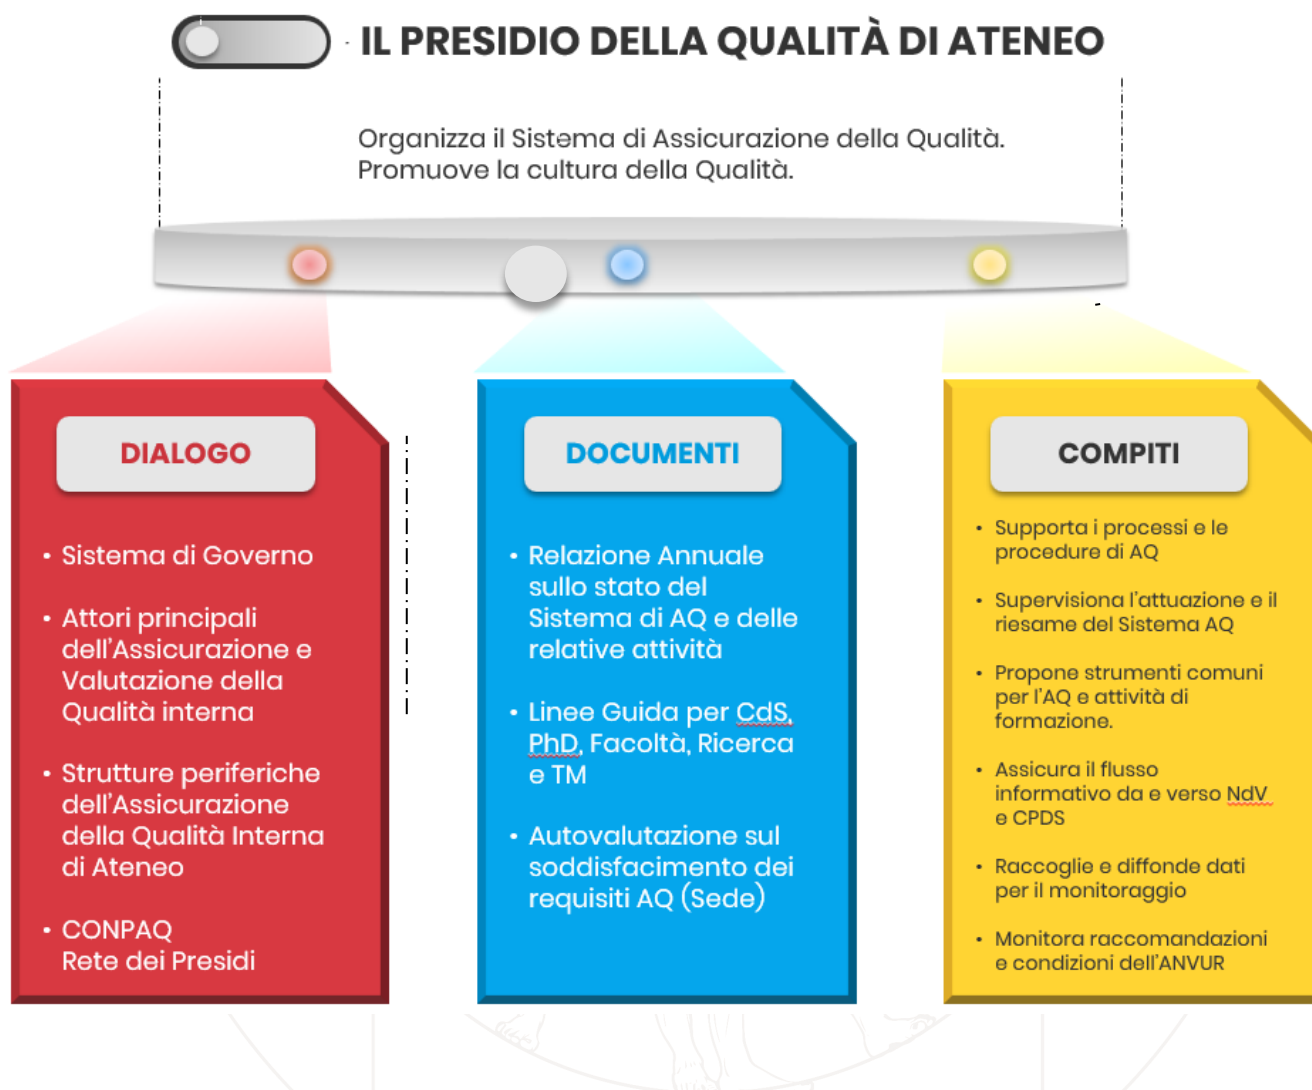 IL PRESIDIO DELLA QUALITÀ DI ATENEO
Organizza il Sistema di Assicurazione della Qualità.
Promuove la cultura della Qualità.
DIALOGO
• Sistema di Governo
• Attori principali
dell'Assicurazione e
Valutazione della
Qualità interna
• Strutture periferiche
dell'Assicurazione
della Qualità Interna
di Ateneo
• CONPAQ
Rete dei Presidi
DOCUMENTI
• Relazione Annuale
sullo stato del
Sistema di AQ e delle
relative attività
• Linee Guida per CdS,
PhD, Facoltà, Ricerca
e TM
• Autovalutazione sul
soddisfacimento dei
requisiti AQ (Sede)
COMPITI
• Supporta i processi e le
procedure di AQ
• Supervisiona l'attuazione e il
riesame del Sistema AQ
• Propone strumenti comuni
per l'AQ e attività di
formazione.
• Assicura il flusso
informativo da e verso NdV
e CPDS
• Raccoglie e diffonde dati
per il monitoraggio
• Monitora raccomandazioni
e condizioni dell'ANVUR